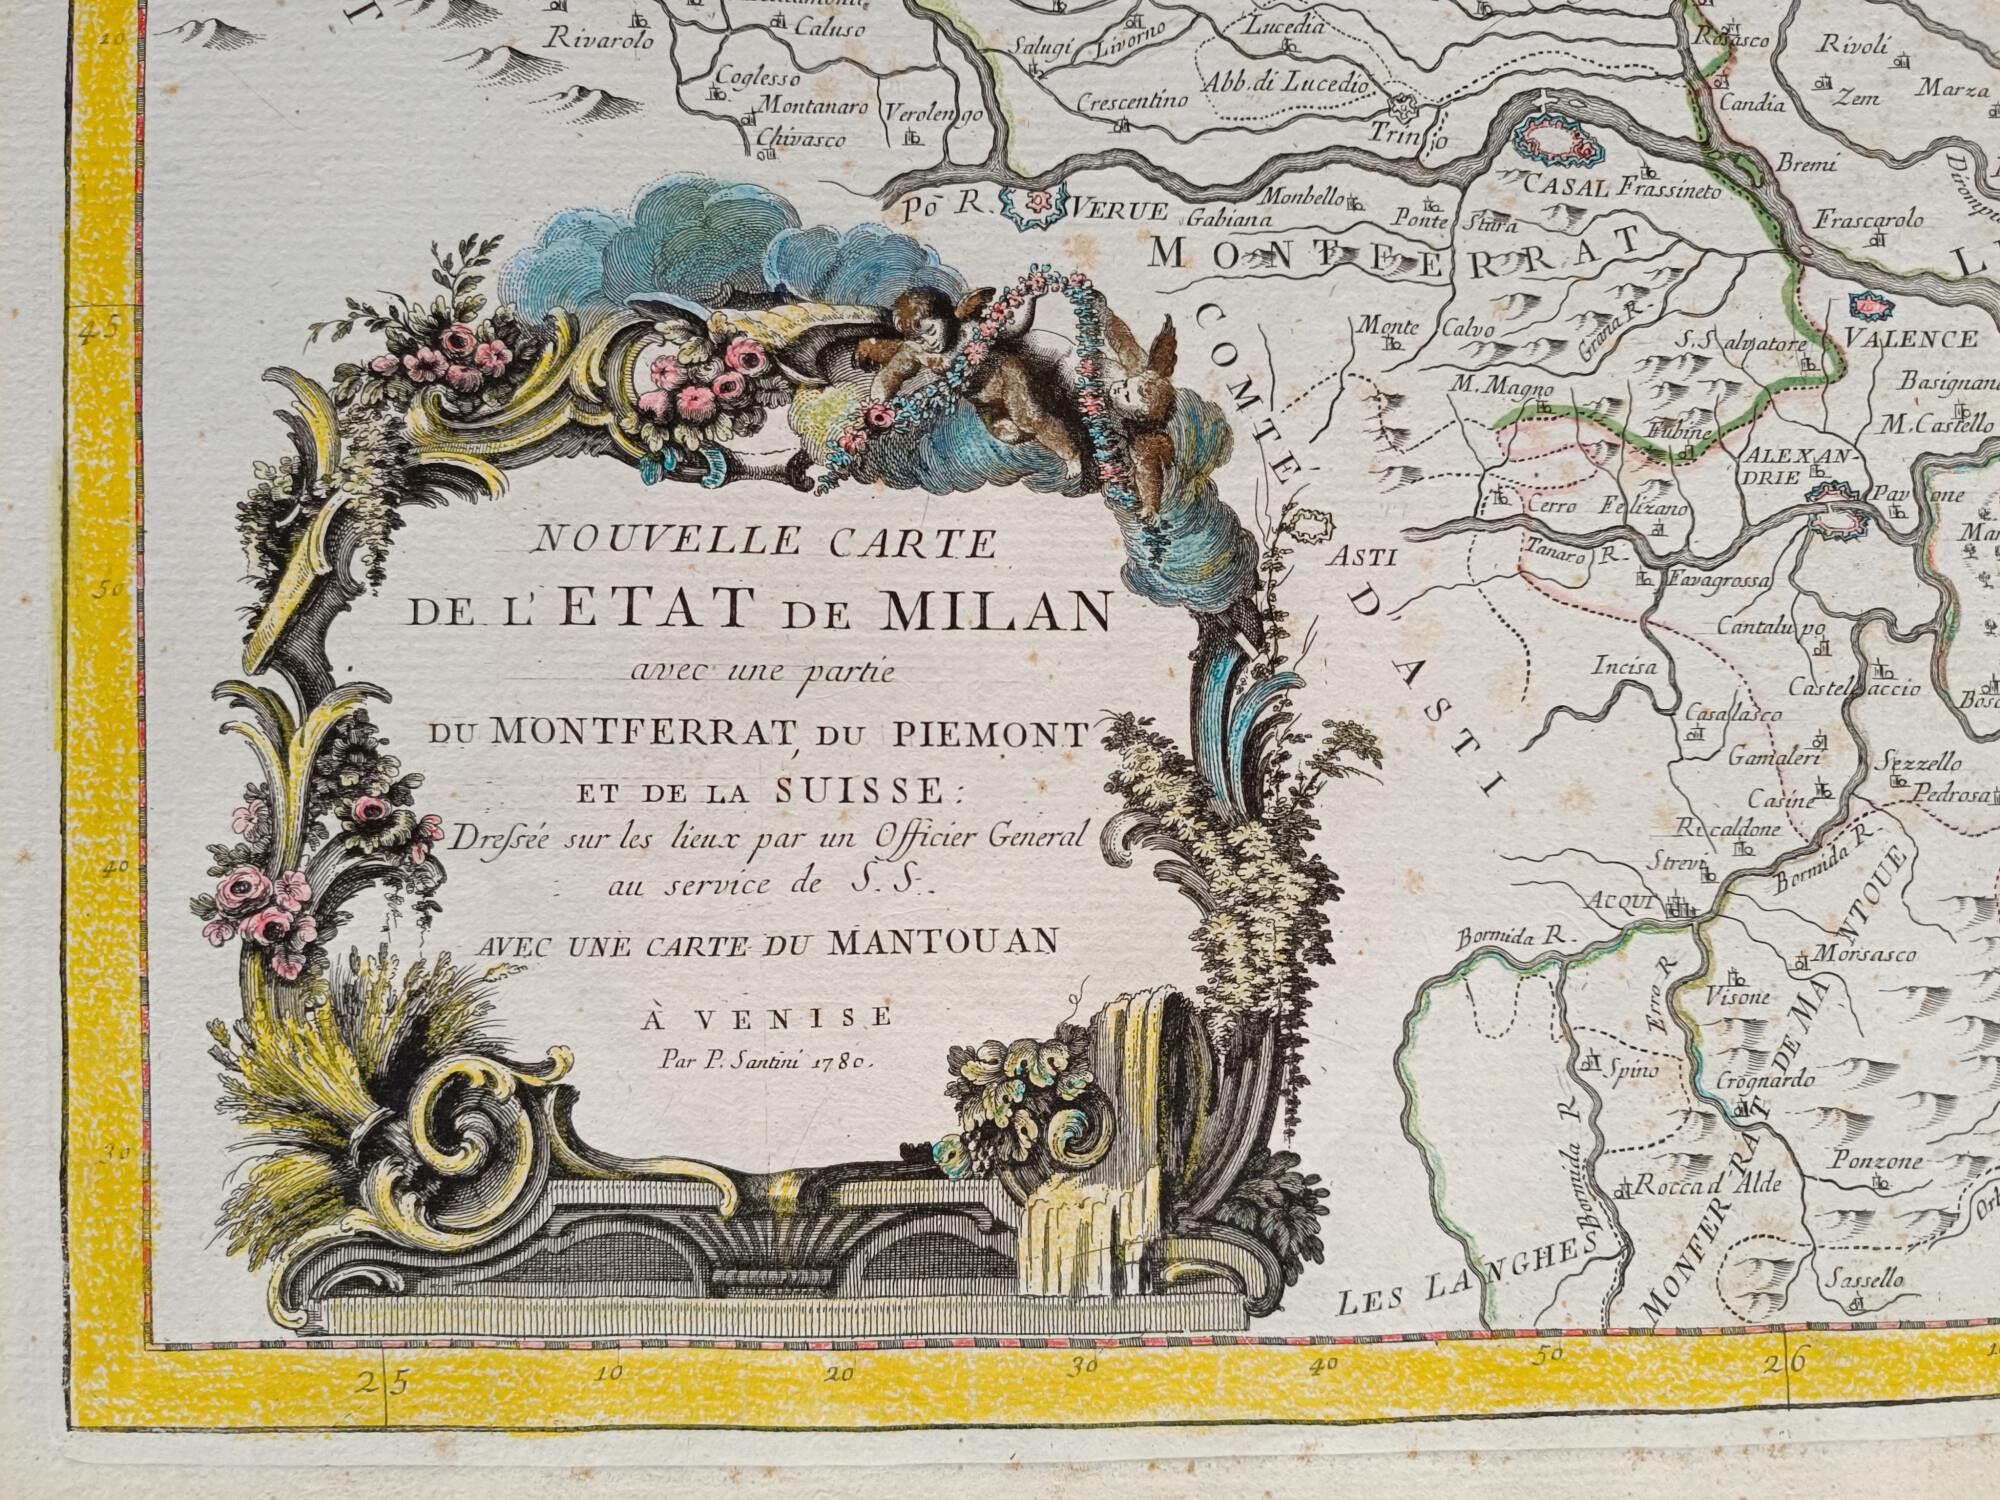 NOUVELLE CARTE
DE L'ETAT DE MILAN
avec une partie
DU MONTFERRAT, DU PIEMONT
ET DE LA SUISSE:
Dressée sur les lieux par un Officier General
au service de S. S.
AVEC UNE CARTE DU MANTOUAN
À VENISE
Par P. Santini 1780.
10
45
50
40
30
25
10
20
30
40
50
26
Rivarolo
Caluso
Coglesso
Montanaro
Chivasco
Verolengo
Salugi
Livorno
Lucedia
Abb. di Lucedio
Crescentino
Trino
Rosasco
Rivoli
Candia
Zem
Marza
Po R.
VERUE
Gabiana
Monbello
Ponte Stura
CASAL
Frassineto
Bremi
Frascarolo
MONTFERRAT
Monte Calvo
Grana R.
S. Salvatore
VALENCE
M. Magno
Fubine
Basignan
M. Castello
ALEXANDRIE
Pavone
Cerro
Felizano
Tanaro R.
COMTÉ D'ASTI
ASTI
Favagrossa
Cantalupo
Incisa
Castellaccio
Casalasco
Gamaleri
Sezzello
Casine
Pedrosa
Ricaldone
Strevi
Bormida R.
ACQUI
Bormida R.
Morsasco
Erro R
Visone
Spino
Crognardo
Bormida R
Bormida
Ponzone
Rocca d'Alde
Sassello
LES LANGHES
MONFERRAT DE MANTOUE